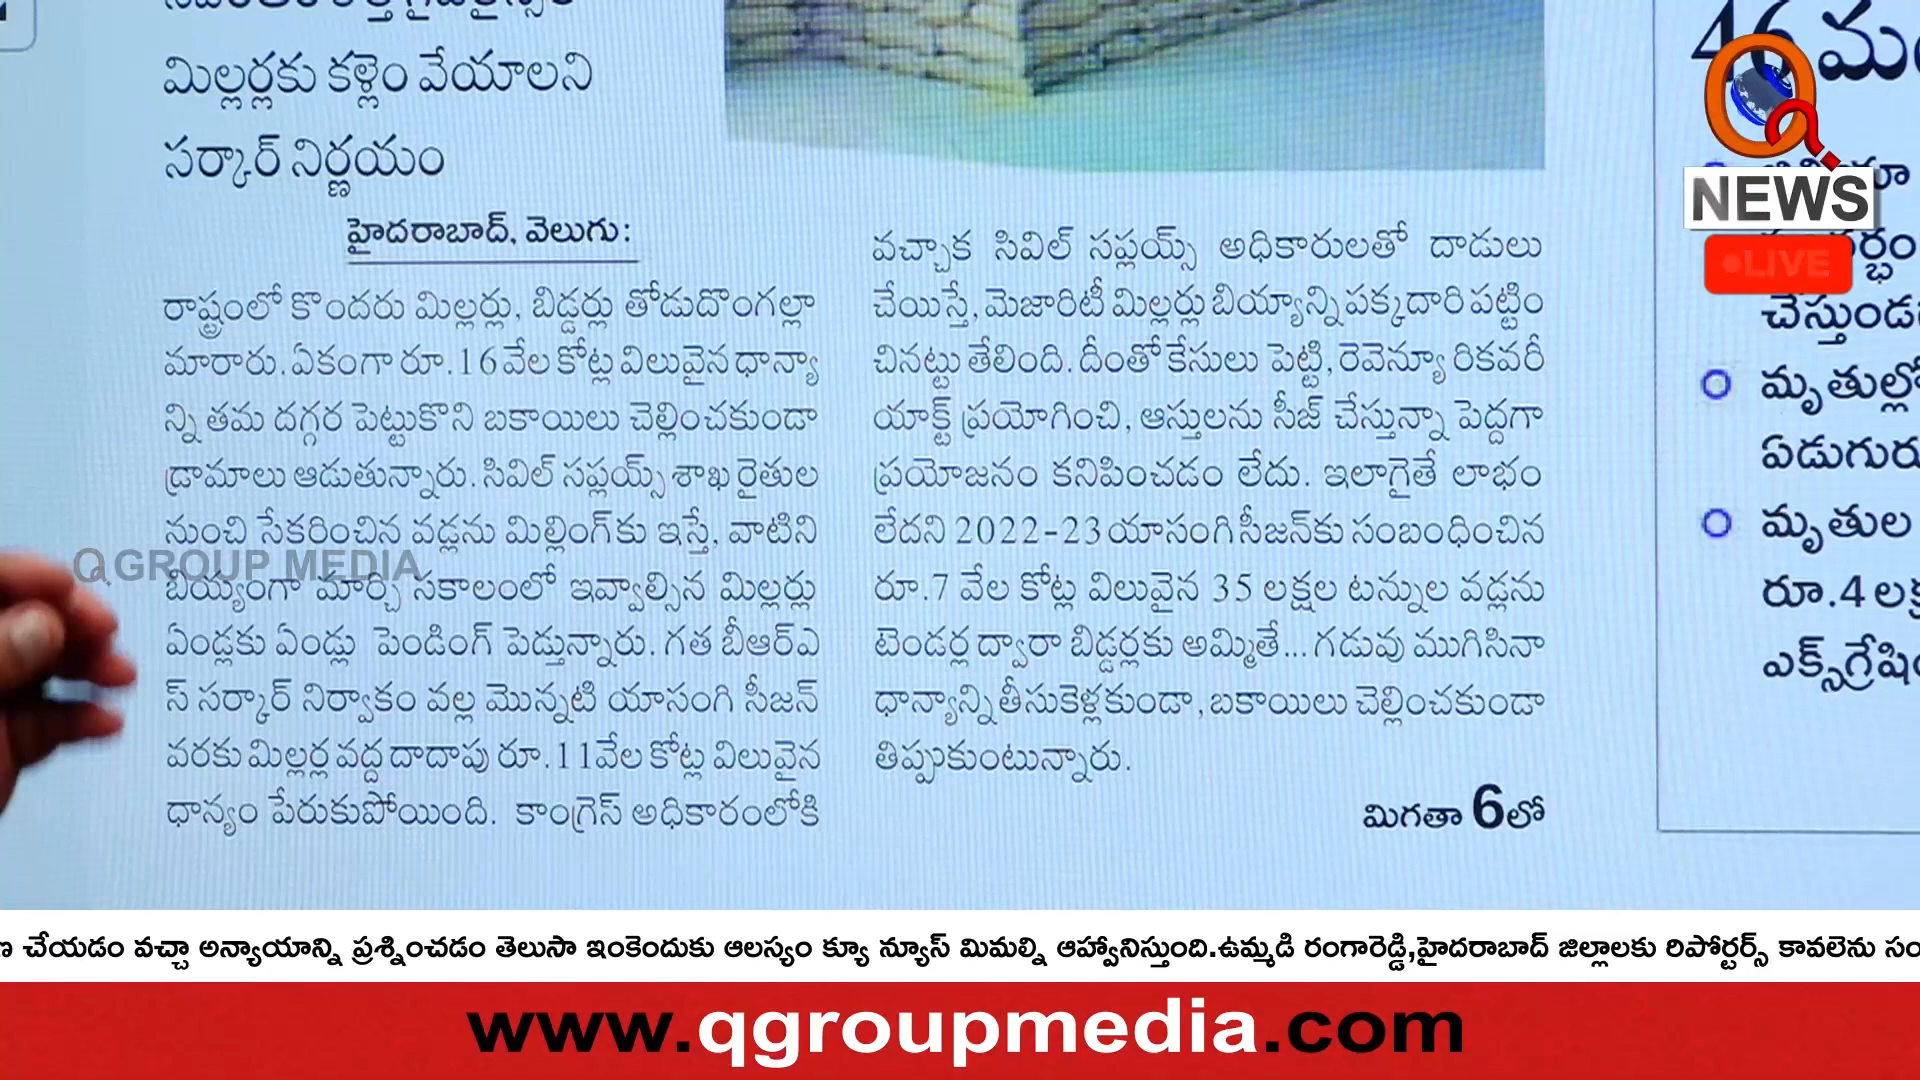 మిల్లర్లకు కళ్లెం వేయాలని
సర్కార్ నిర్ణయం
హైదరాబాద్, వెలుగు:
రాష్ట్రంలో కొందరు మిల్లర్లు, బిడ్డర్లు తోడుదొంగల్లా
మారారు. ఏకంగా రూ.16వేల కోట్ల విలువైన ధాన్యా
న్ని తమ దగ్గర పెట్టుకొని బకాయిలు చెల్లించకుండా
డ్రామాలు ఆడుతున్నారు. సివిల్ సప్లయ్స్ శాఖ రైతుల
నుంచి సేకరించిన వడ్లను మిల్లింగ్‌కు ఇస్తే, వాటిని
బియ్యంగా మార్చి సకాలంలో ఇవ్వాల్సిన మిల్లర్లు
ఏండ్లకు ఏండ్లు పెండింగ్ పెడ్తున్నారు. గత బీఆర్ఎ
స్ సర్కార్ నిర్వాకం వల్ల మొన్నటి యాసంగి సీజన్
వరకు మిల్లర్ల వద్ద దాదాపు రూ.11వేల కోట్ల విలువైన
ధాన్యం పేరుకుపోయింది. కాంగ్రెస్ అధికారంలోకి
వచ్చాక సివిల్ సప్లయ్స్ అధికారులతో దాడులు
చేయిస్తే, మెజారిటీ మిల్లర్లు బియ్యాన్ని పక్కదారి పట్టిం
చినట్టు తేలింది. దీంతో కేసులు పెట్టి, రెవెన్యూ రికవరీ
యాక్ట్ ప్రయోగించి, ఆస్తులను సీజ్ చేస్తున్నా పెద్దగా
ప్రయోజనం కనిపించడం లేదు. ఇలాగైతే లాభం
లేదని 2022-23 యాసంగి సీజన్‌కు సంబంధించిన
రూ.7 వేల కోట్ల విలువైన 35 లక్షల టన్నుల వడ్లను
టెండర్ల ద్వారా బిడ్డర్లకు అమ్మితే... గడువు ముగిసినా
ధాన్యాన్ని తీసుకెళ్లకుండా, బకాయిలు చెల్లించకుండా
తిప్పుకుంటున్నారు.
మిగతా 6లో
46
చేస్తుండ
మృతుల్లో
ఏడుగురు
మృతుల
రూ.4 లక్ష
ఎక్స్‌గ్రేషి
Q
NEWS
LIVE
Q GROUP MEDIA
చేయడం వచ్చా అన్యాయాన్ని ప్రశ్నించడం తెలుసా ఇంకెందుకు ఆలస్యం క్యూ న్యూస్ మిమల్ని ఆహ్వానిస్తుంది.ఉమ్మడి రంగారెడ్డి,హైదరాబాద్ జిల్లాలకు రిపోర్టర్స్ కావలెను సం
www.qgroupmedia.com